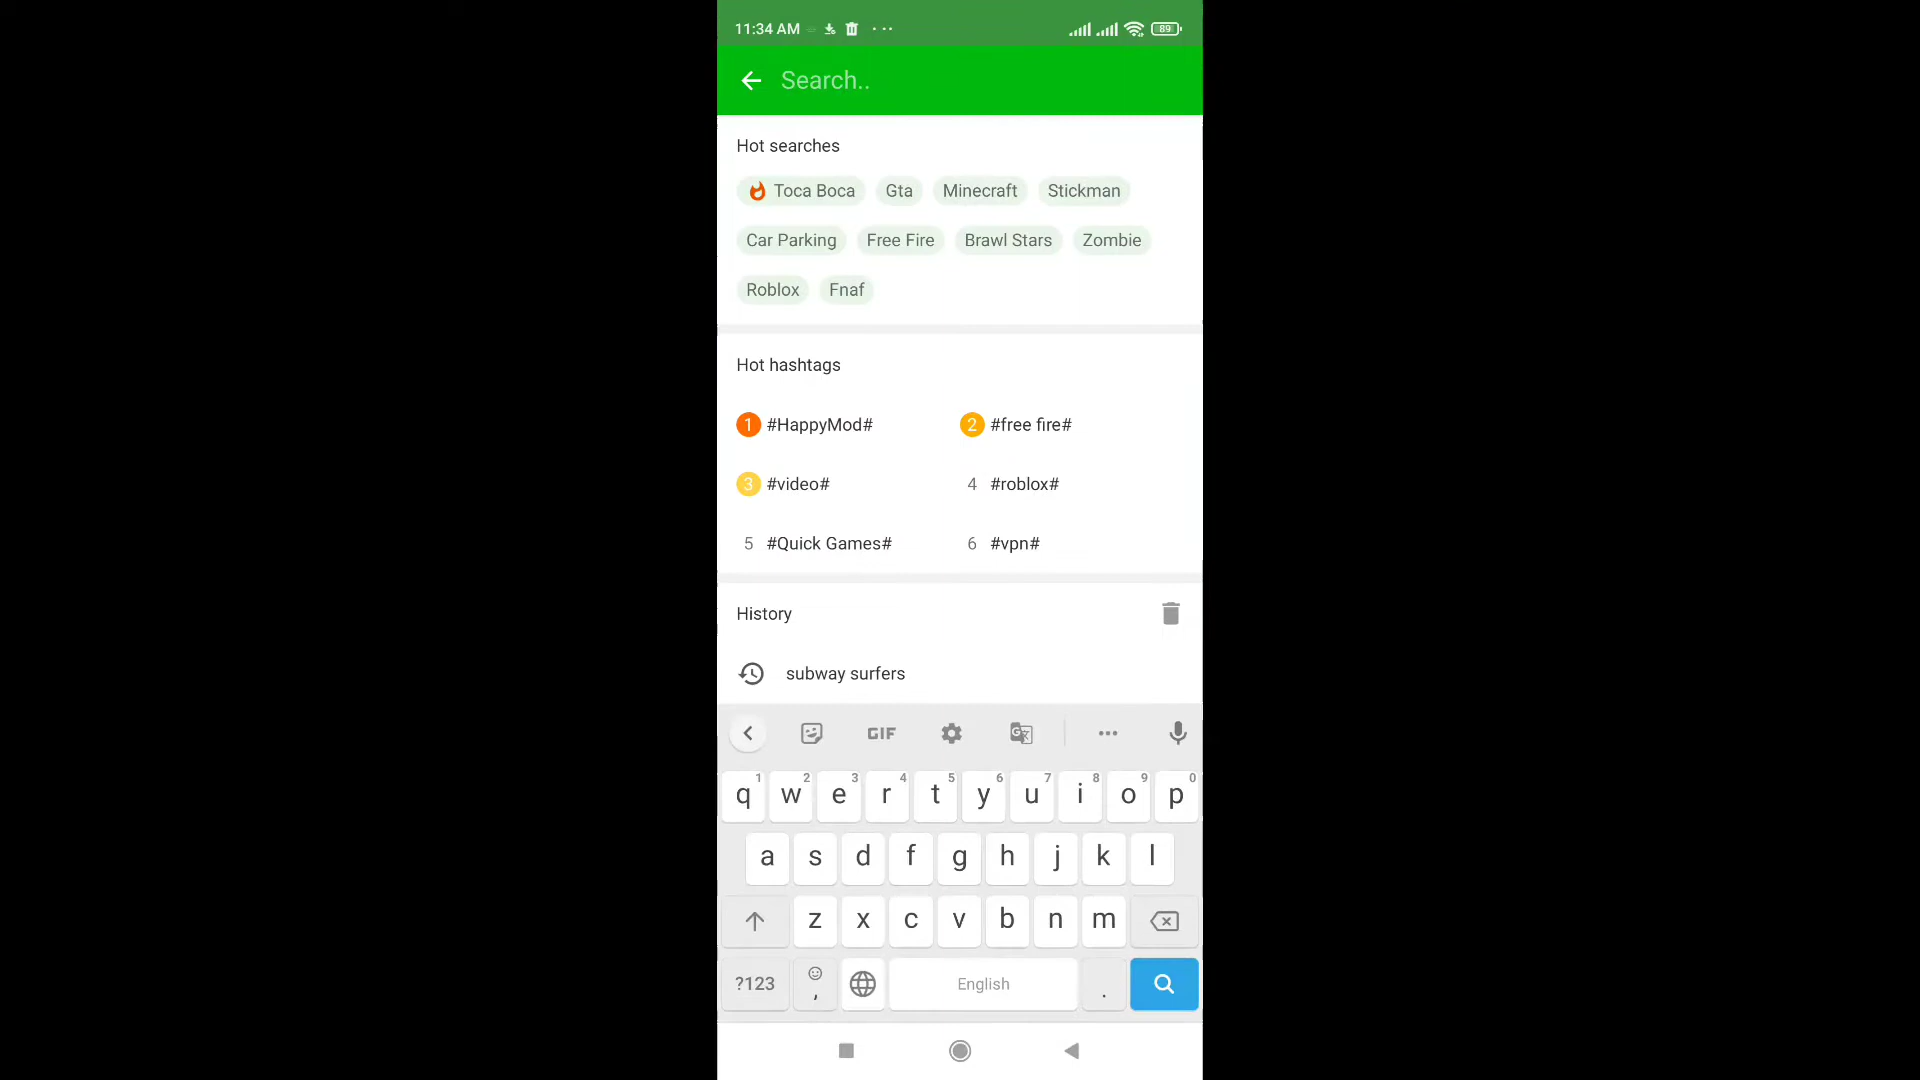 11:34 AM 89
Search..
Hot searches
Toca Boca Gta Minecraft Stickman
Car Parking Free Fire Brawl Stars Zombie
Roblox Fnaf
Hot hashtags
1 #HappyMod# 2 #free fire#
3 #video# 4 #roblox#
5 #Quick Games# 6 #vpn#
History
subway surfers
GIF G
1 2 3 4 5 6 7 8 9 0
q w e r t y u i o p
a s d f g h j k l
z x c v b n m
?123 , English .